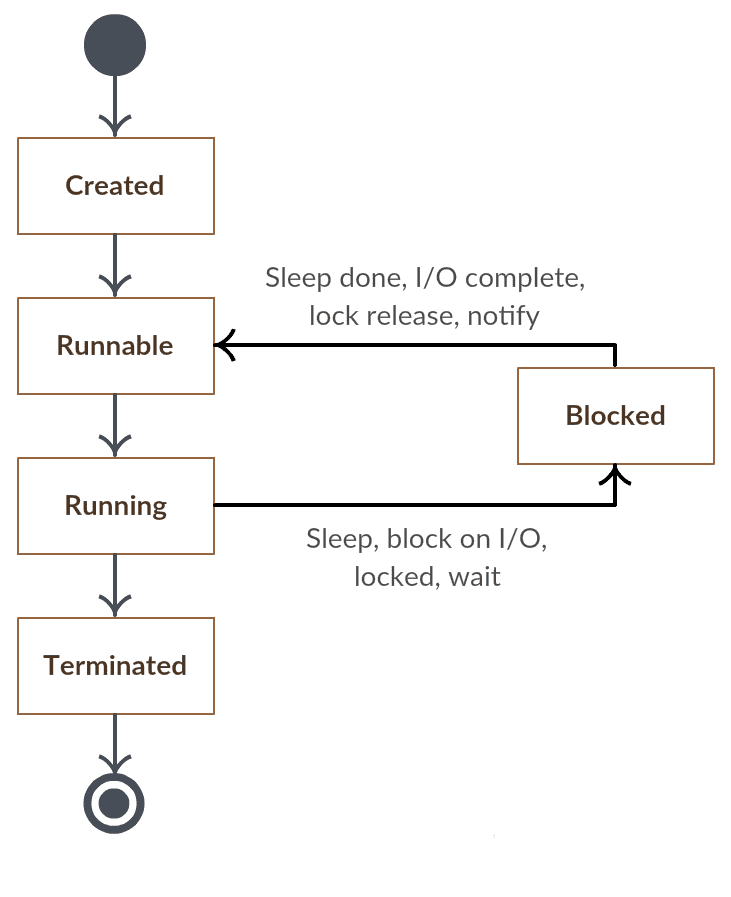 Created
Sleep done, I/O complete,
lock release, notify
Runnable
Blocked
Running
Sleep, block on I/O,
locked, wait
Terminated